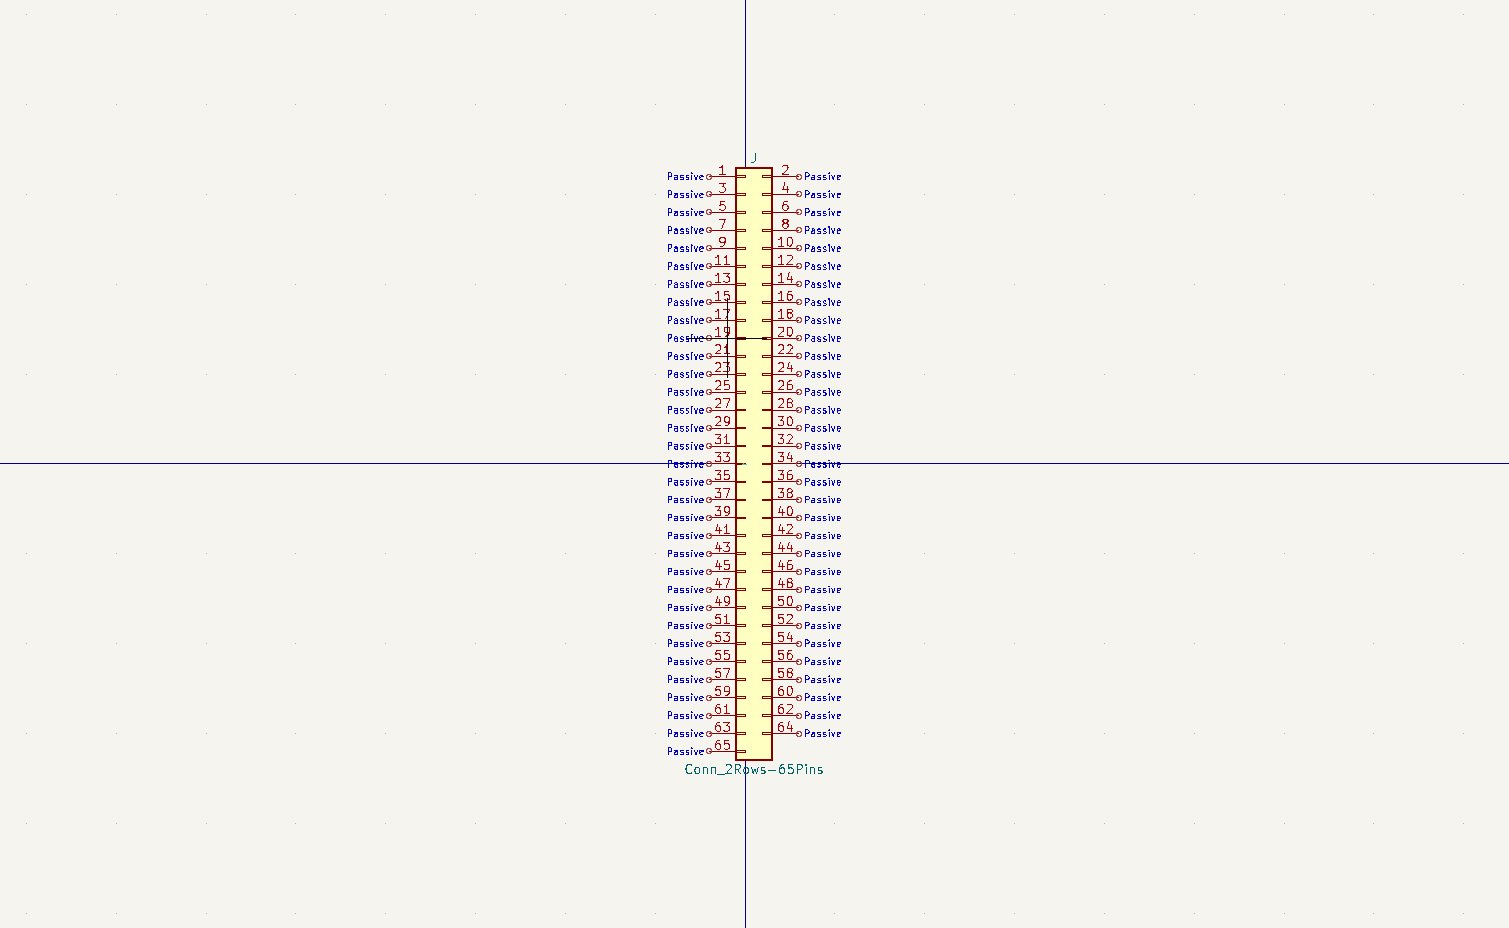 J
Passive 1 2 Passive
Passive 3 4 Passive
Passive 5 6 Passive
Passive 7 8 Passive
Passive 9 10 Passive
Passive 11 12 Passive
Passive 13 14 Passive
Passive 15 16 Passive
Passive 17 18 Passive
Passive 19 20 Passive
Passive 21 22 Passive
Passive 23 24 Passive
Passive 25 26 Passive
Passive 27 28 Passive
Passive 29 30 Passive
Passive 31 32 Passive
Passive 33 34 Passive
Passive 35 36 Passive
Passive 37 38 Passive
Passive 39 40 Passive
Passive 41 42 Passive
Passive 43 44 Passive
Passive 45 46 Passive
Passive 47 48 Passive
Passive 49 50 Passive
Passive 51 52 Passive
Passive 53 54 Passive
Passive 55 56 Passive
Passive 57 58 Passive
Passive 59 60 Passive
Passive 61 62 Passive
Passive 63 64 Passive
Passive 65
Conn_2Rows-65Pins